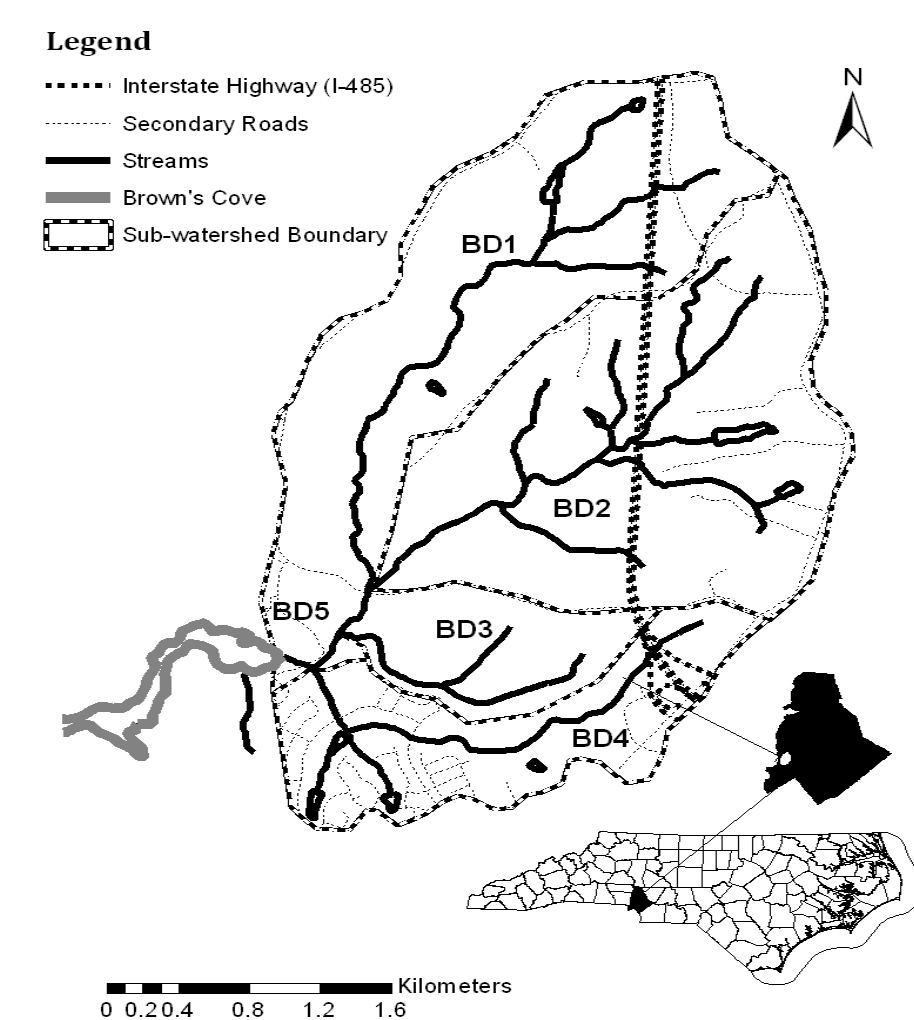 Legend
Interstate Highway (I-485)
Secondary Roads
Streams
Brown's Cove
Sub-watershed Boundary
N
BD1
BD2
BD5
BD3
BD4
Kilometers
0 0.2 0.4 0.8 1.2 1.6